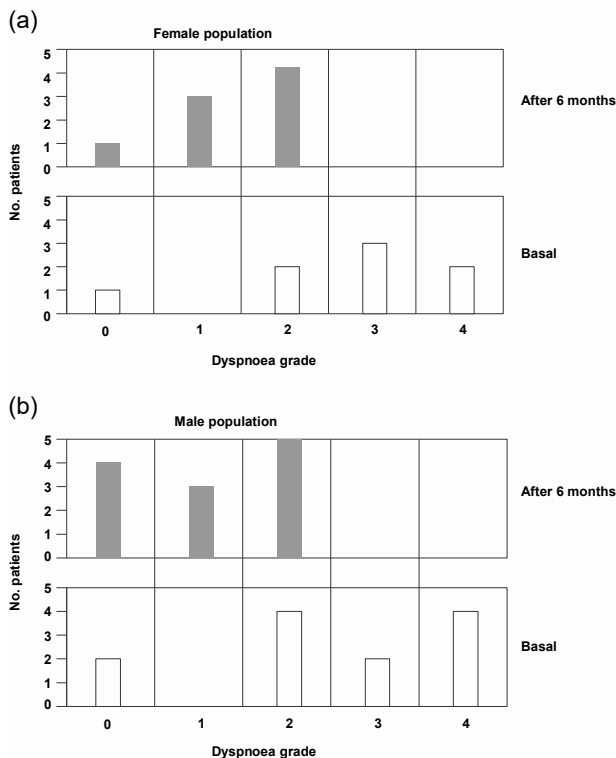 (a)
Female population
No. patients
5
4
3
2
1
0
After 6 months
5
4
3
2
1
0
Basal
0 1 2 3 4
Dyspnoea grade
(b)
Male population
No. patients
5
4
3
2
1
0
After 6 months
5
4
3
2
1
0
Basal
0 1 2 3 4
Dyspnoea grade